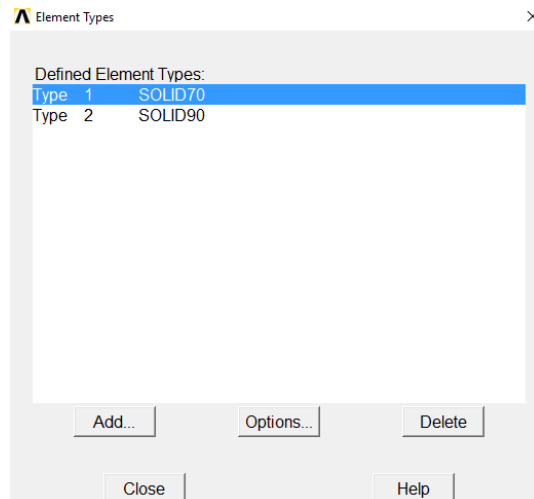 Element Types
Defined Element Types:
Type 1 SOLID70
Type 2 SOLID90
Add... Options... Delete
Close Help